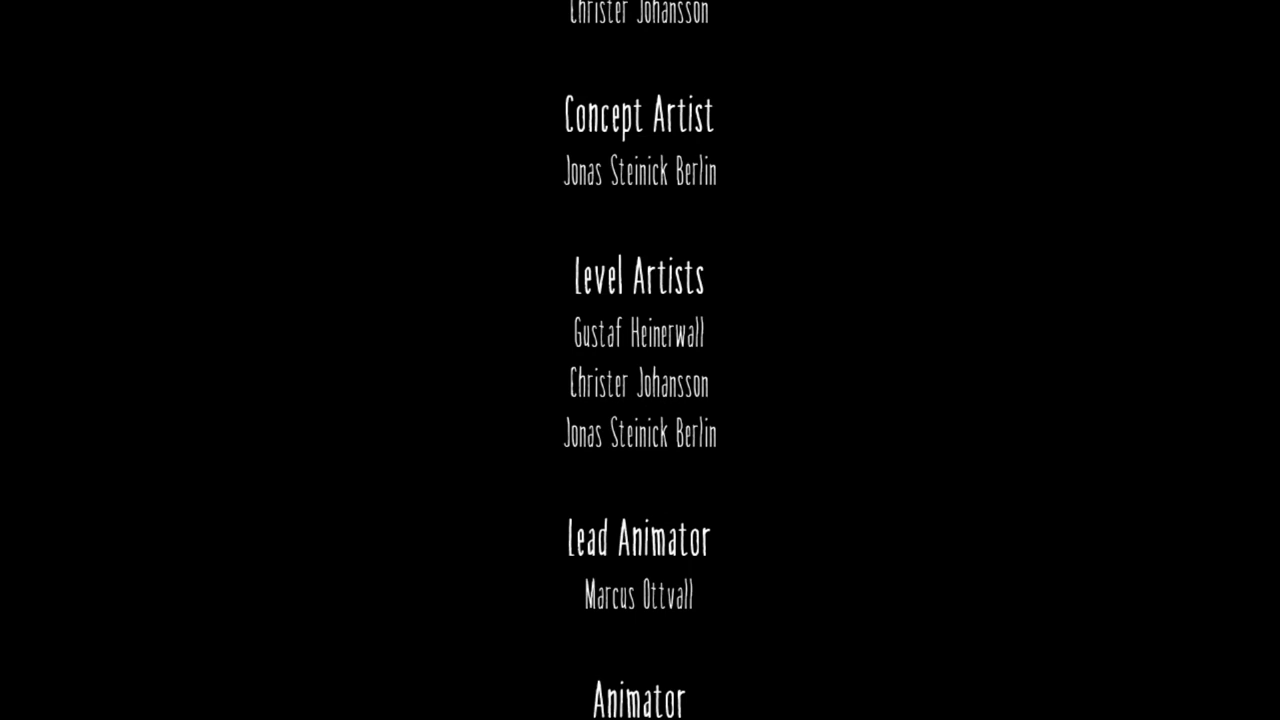 Christer Johansson
Concept Artist
Jonas Steinick Berlin
Level Artists
Gustaf Heinerwall
Christer Johansson
Jonas Steinick Berlin
Lead Animator
Marcus Ottvall
Animator